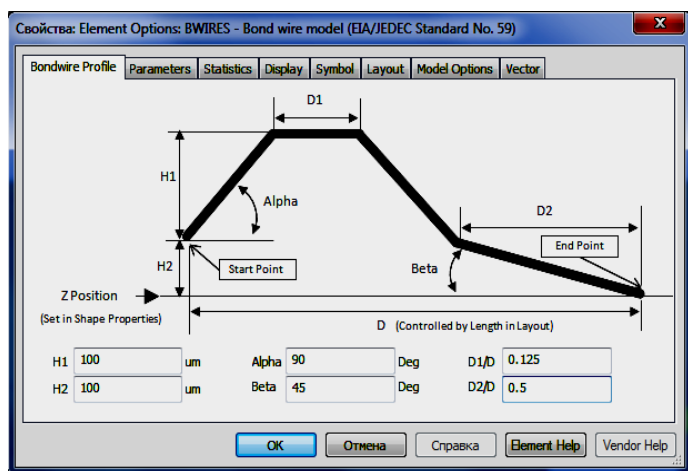 Свойства: Element Options: BWIRES - Bond wire model (EIA/JEDEC Standard No. 59)
X
Bondwire Profile Parameters Statistics Display Symbol Layout Model Options Vector
D1
H1
Alpha
D2
H2
Start Point
Beta
End Point
Z Position
(Set in Shape Properties)
D (Controlled by Length in Layout)
H1 100 um Alpha 90 Deg D1/D 0.125
H2 100 um Beta 45 Deg D2/D 0.5
OK Отмена Справка Element Help Vendor Help